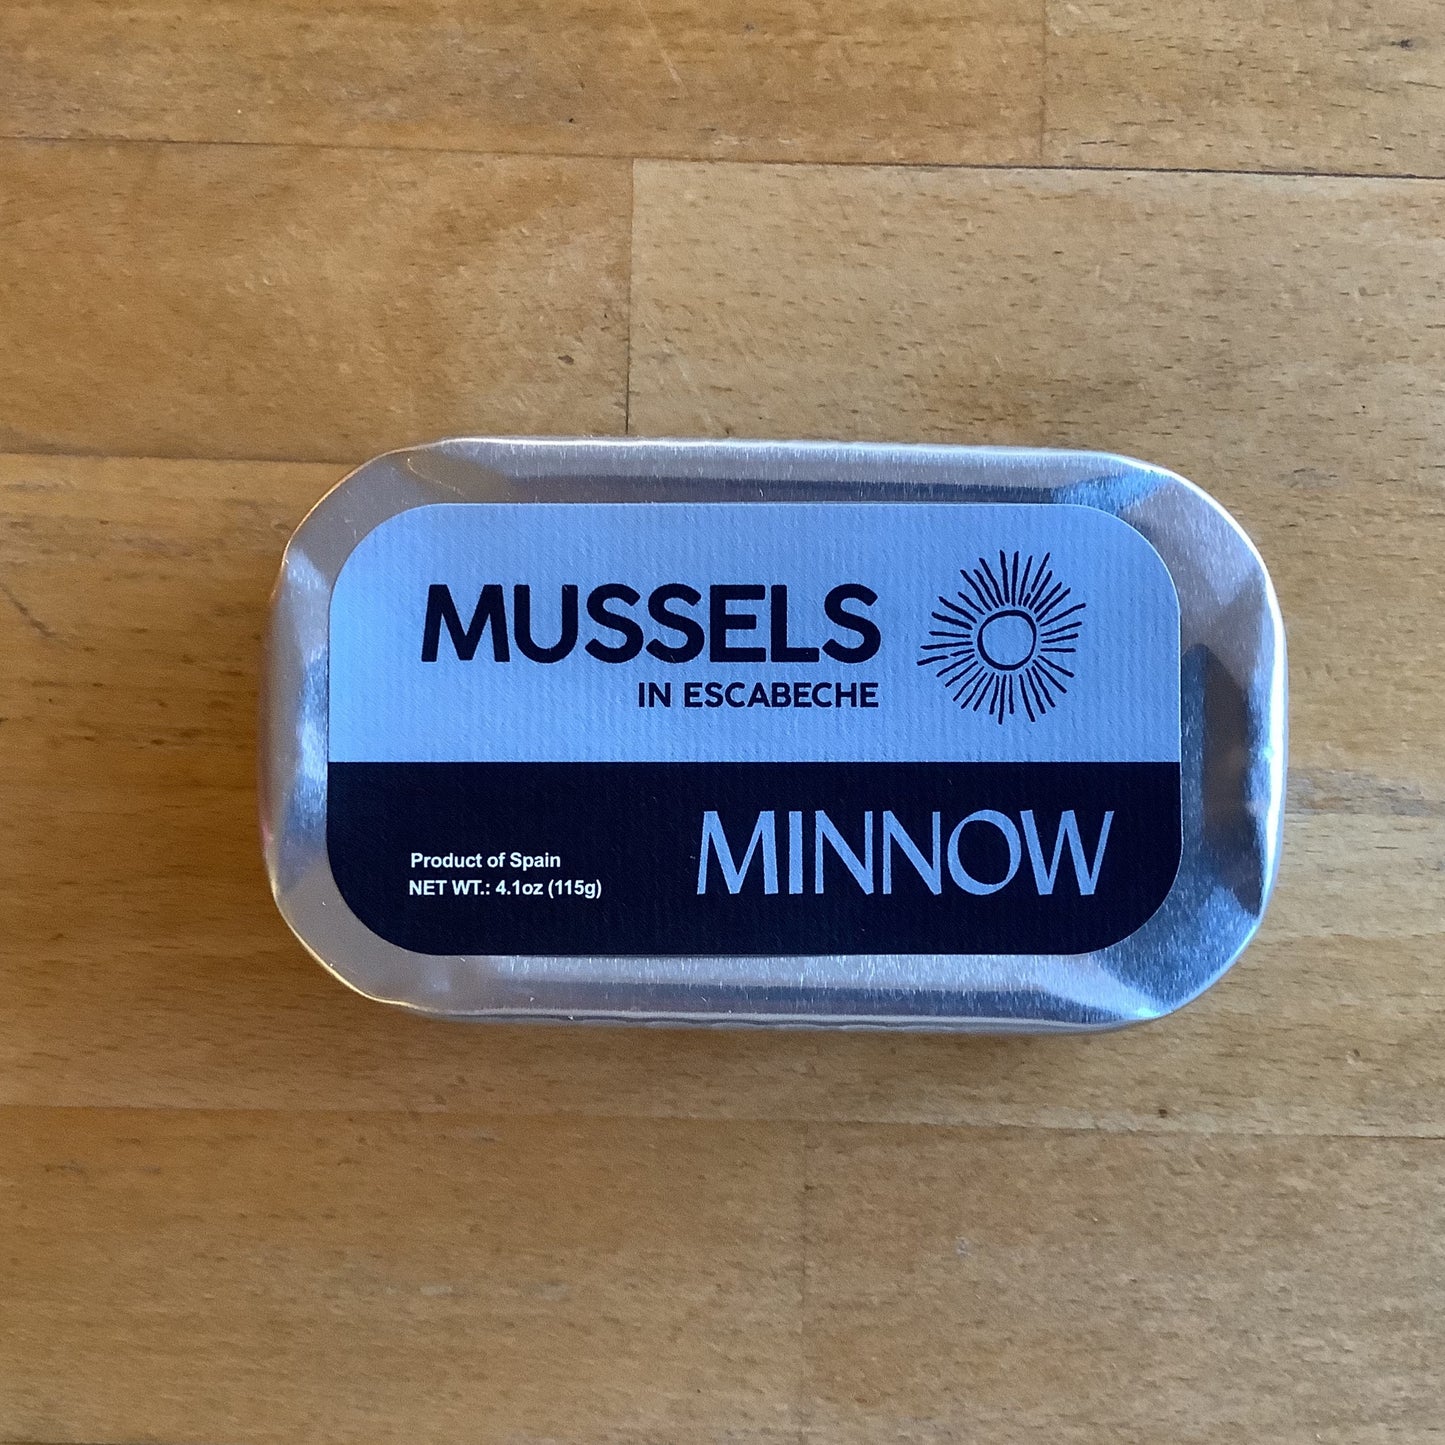 MUSSELS
IN ESCABECHE
MINNOW
Product of Spain
NET WT.: 4.1oz (115g)